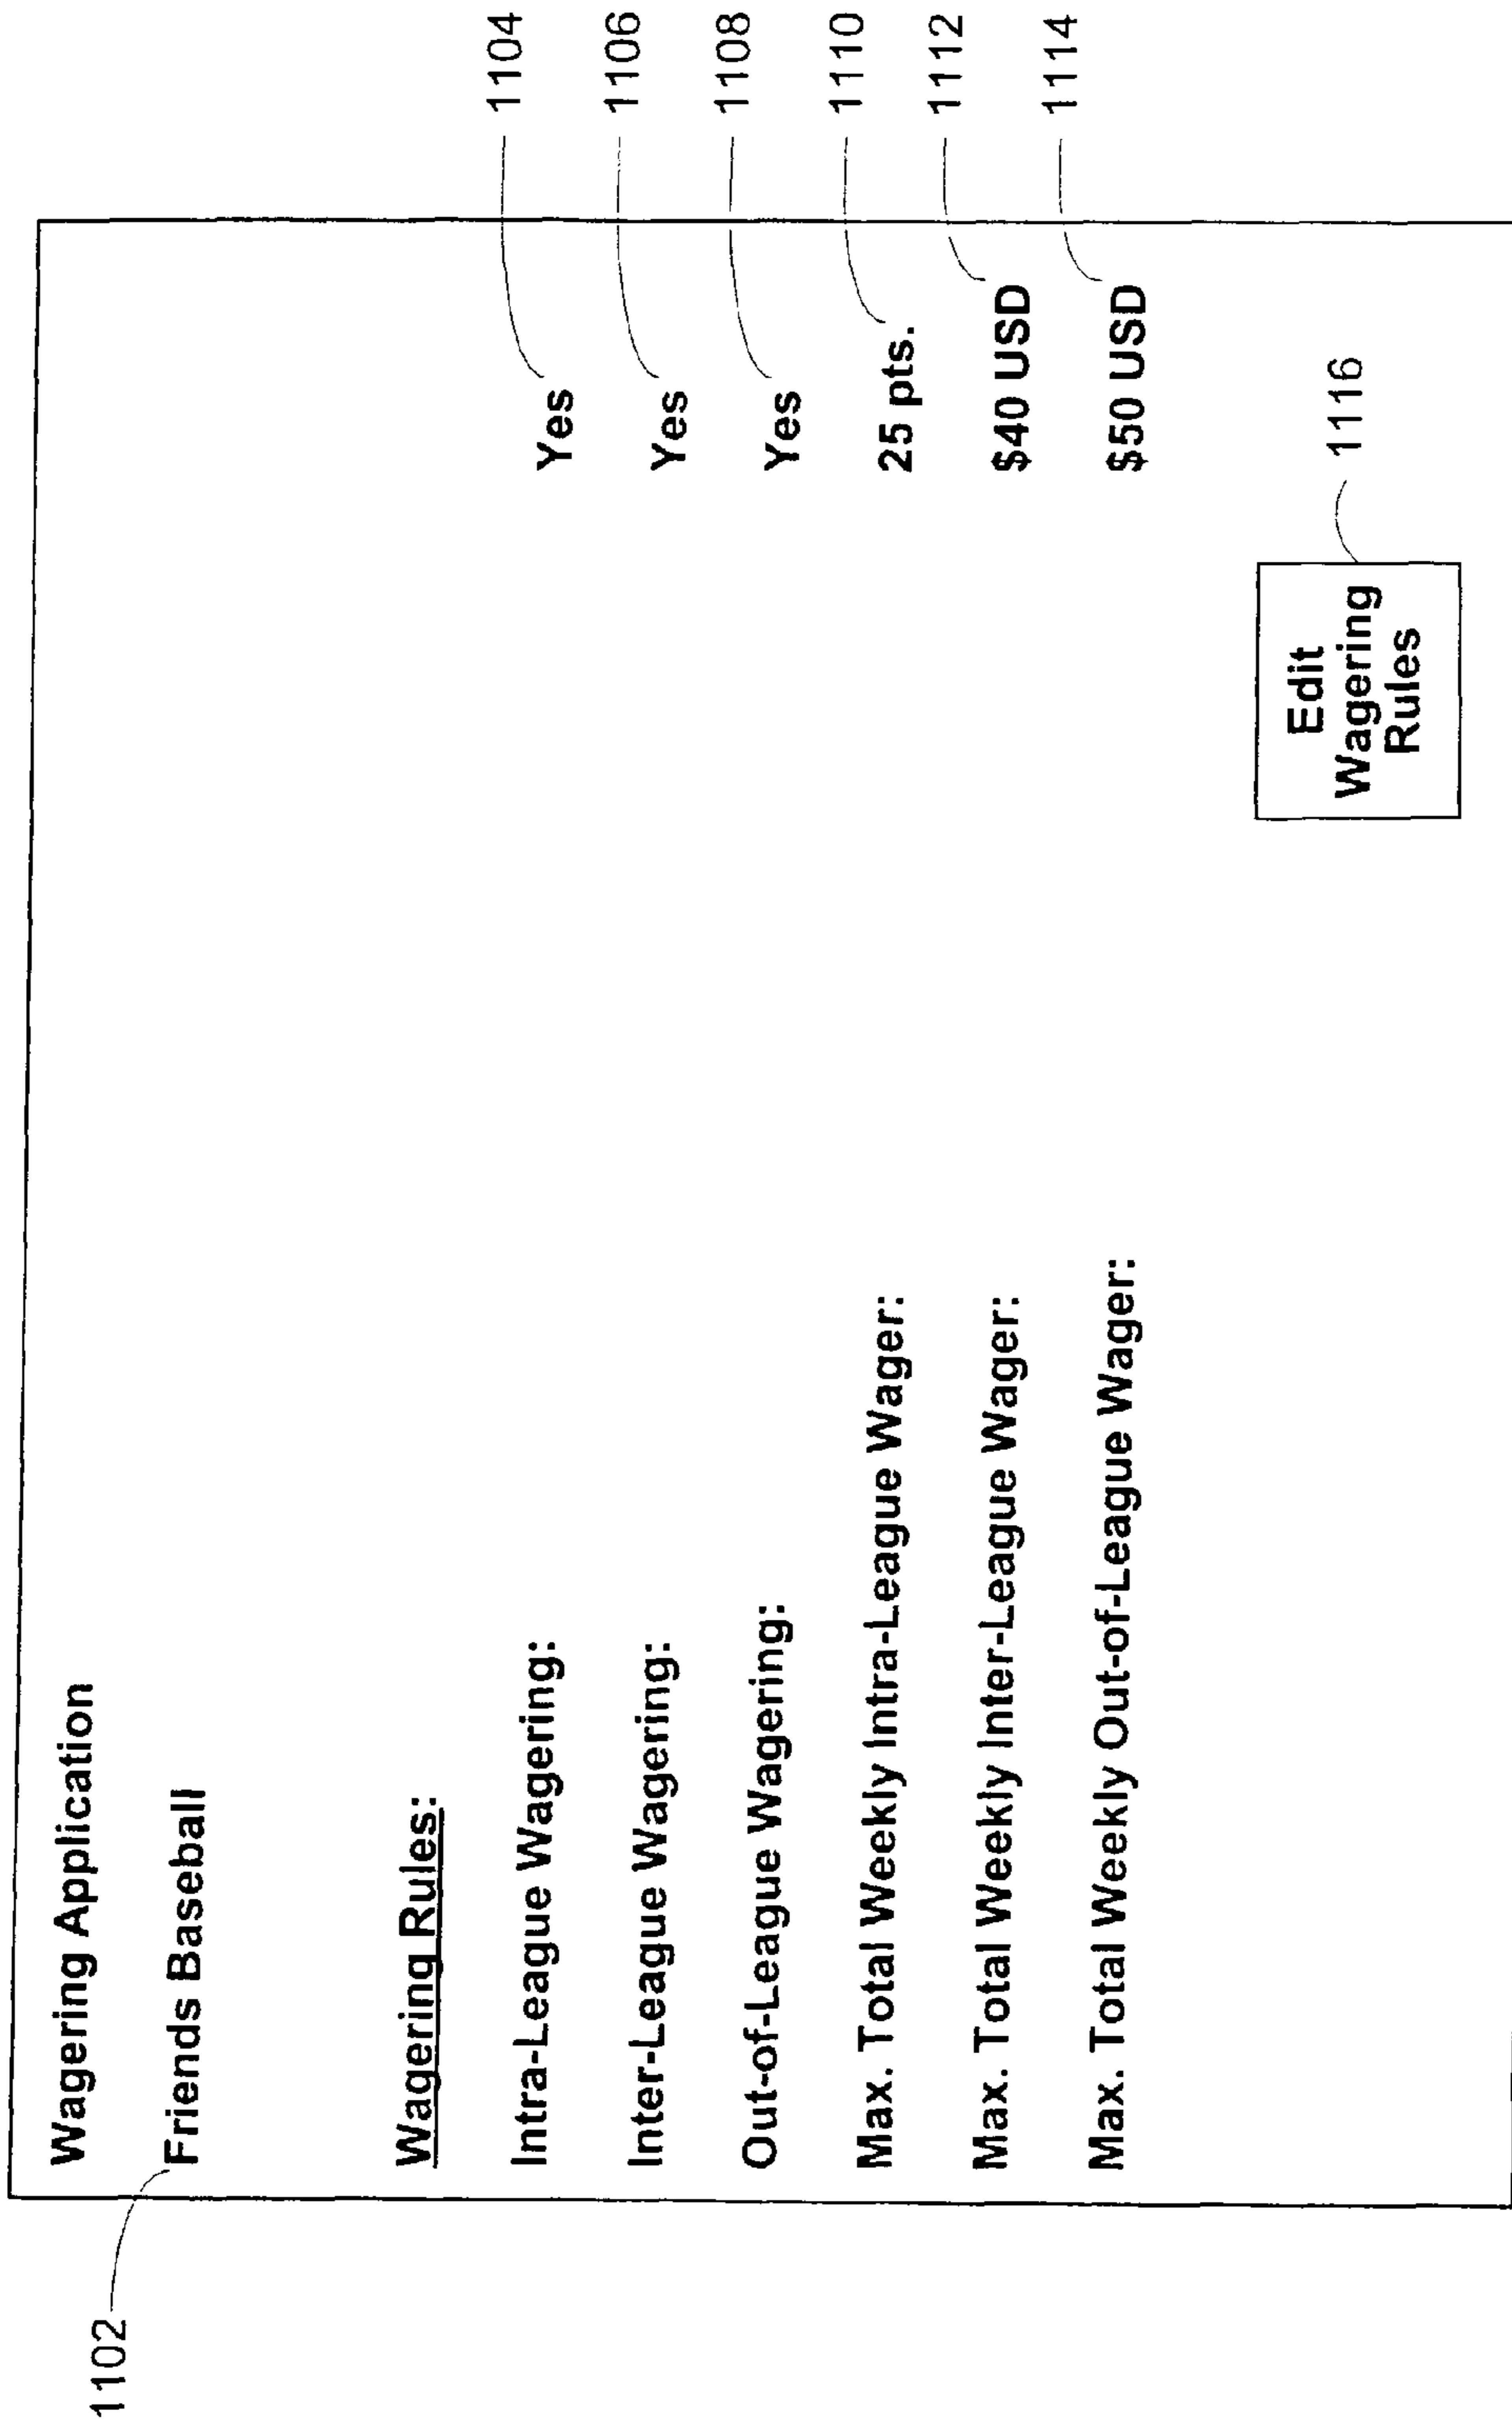 Wagering Application
1102
Friends Baseball
Wagering Rules:
Intra-League Wagering: Yes 1104
Inter-League Wagering: Yes 1106
Out-of-League Wagering: Yes 1108
Max. Total Weekly Intra-League Wager: 25 pts. 1110
Max. Total Weekly Inter-League Wager: $40 USD 1112
Max. Total Weekly Out-of-League Wager: $50 USD 1114
Edit
Wagering
Rules
1116